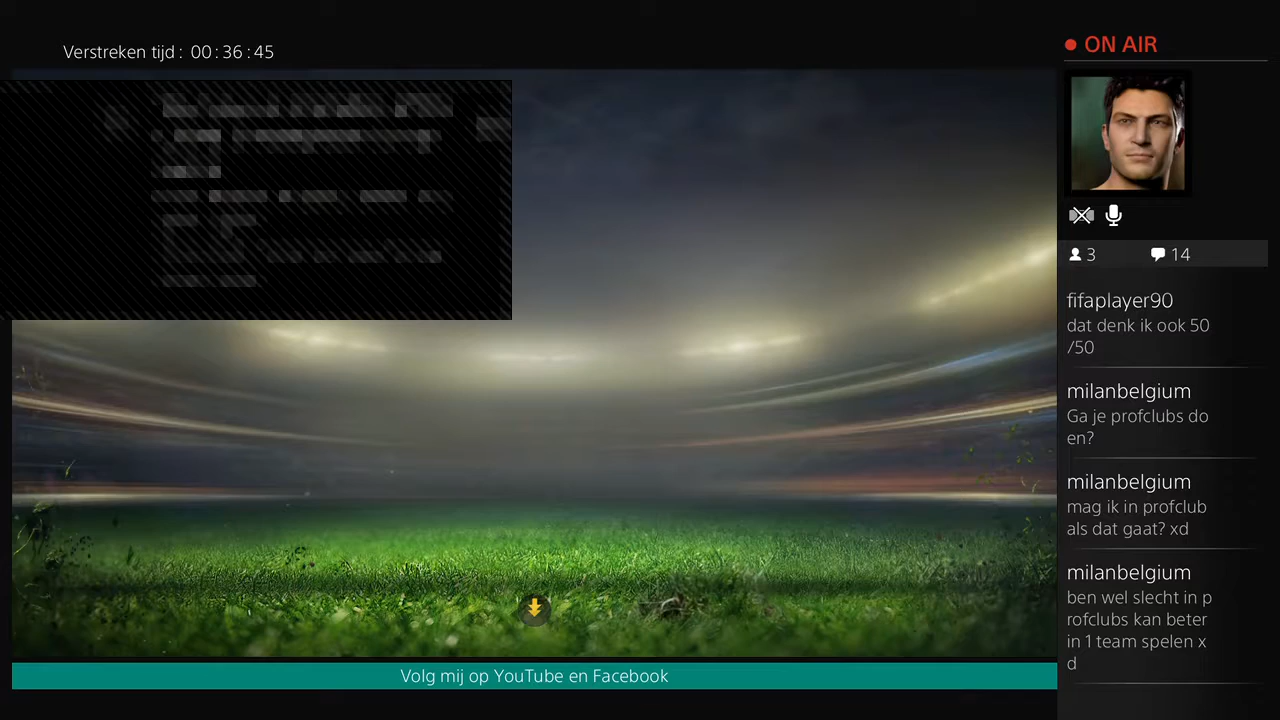 Verstreken tijd : 00 : 36 : 45
ON AIR
3 14
fifaplayer90
dat denk ik ook 50
/50
milanbelgium
Ga je profclubs do
en?
milanbelgium
mag ik in profclub
als dat gaat? xd
milanbelgium
ben wel slecht in p
rofclubs kan beter
in 1 team spelen x
d
Volg mij op YouTube en Facebook